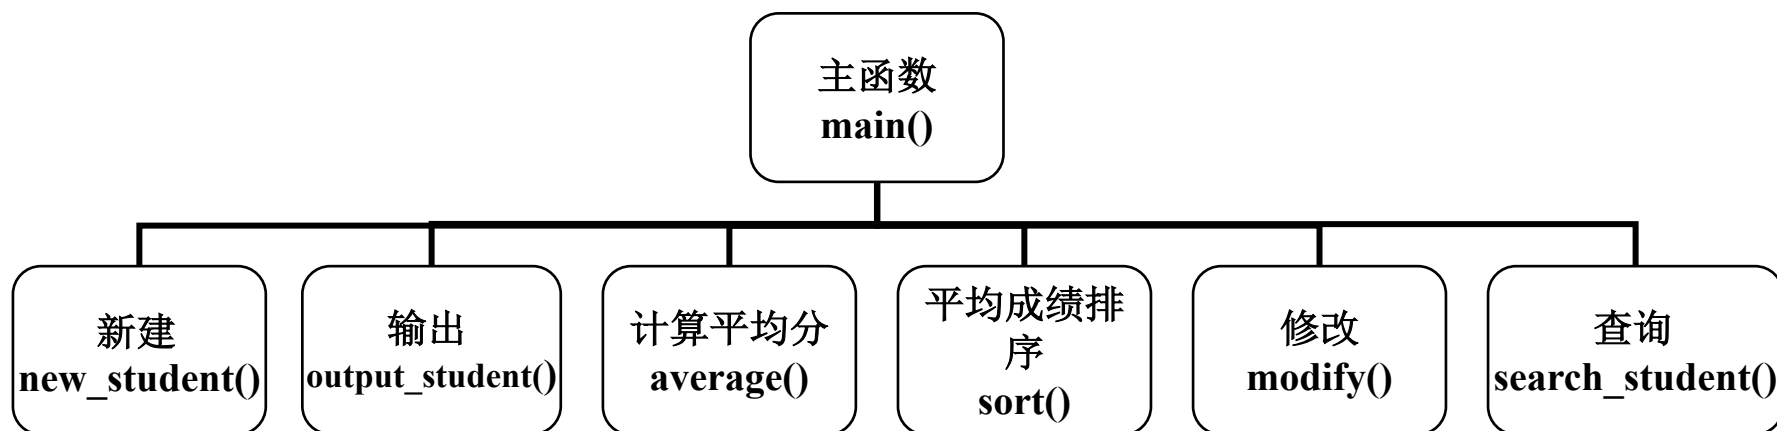 主函数
main()
新建
new_student()
输出
output_student()
计算平均分
average()
平均成绩排
序
sort()
修改
modify()
查询
search_student()